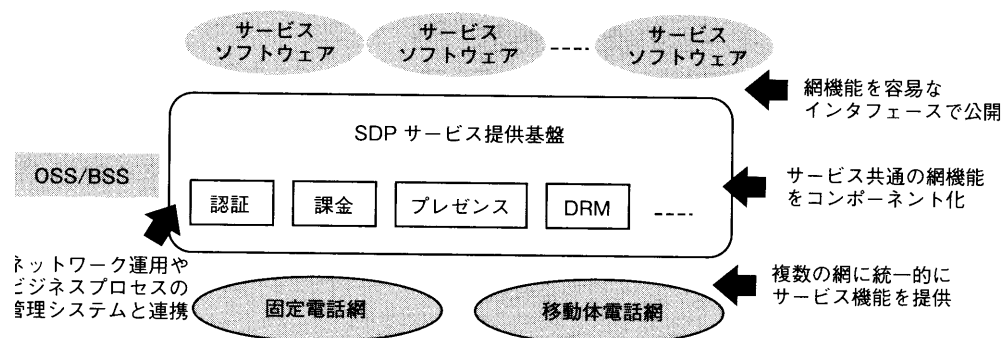 サービス
ソフトウェア
サービス
ソフトウェア
サービス
ソフトウェア
網機能を容易な
インタフェースで公開
SDP サービス提供基盤
OSS/BSS
サービス共通の網機能
をコンポーネント化
認証
課金
プレゼンス
DRM
ネットワーク運用や
ビジネスプロセスの
管理システムと連携
複数の網に統一的に
サービス機能を提供
固定電話網
移動体電話網